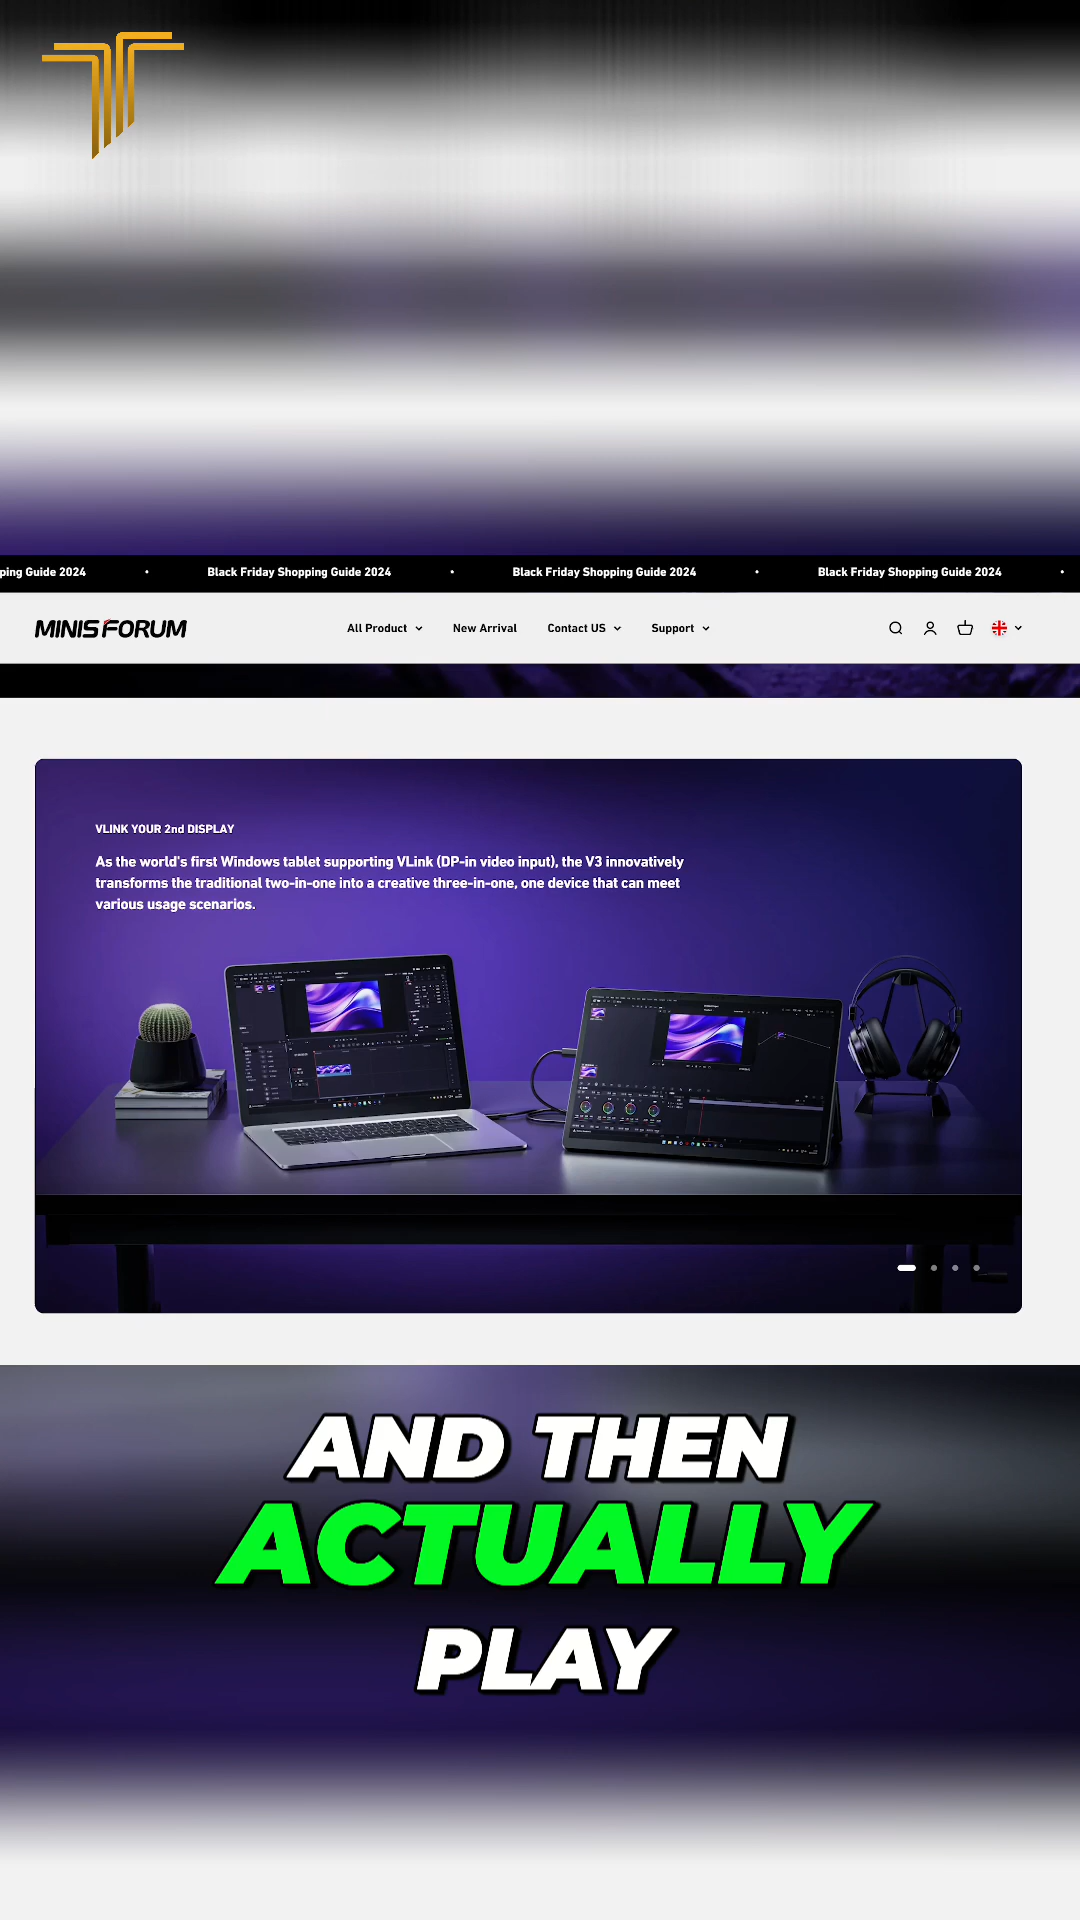 ping Guide 2024 • Black Friday Shopping Guide 2024 • Black Friday Shopping Guide 2024 • Black Friday Shopping Guide 2024 •
MINISFORUM All Product New Arrival Contact US Support
VLINK YOUR 2nd DISPLAY
As the world's first Windows tablet supporting VLink (DP-in video input), the V3 innovatively
transforms the traditional two-in-one into a creative three-in-one, one device that can meet
various usage scenarios.
AND THEN
ACTUALLY
PLAY